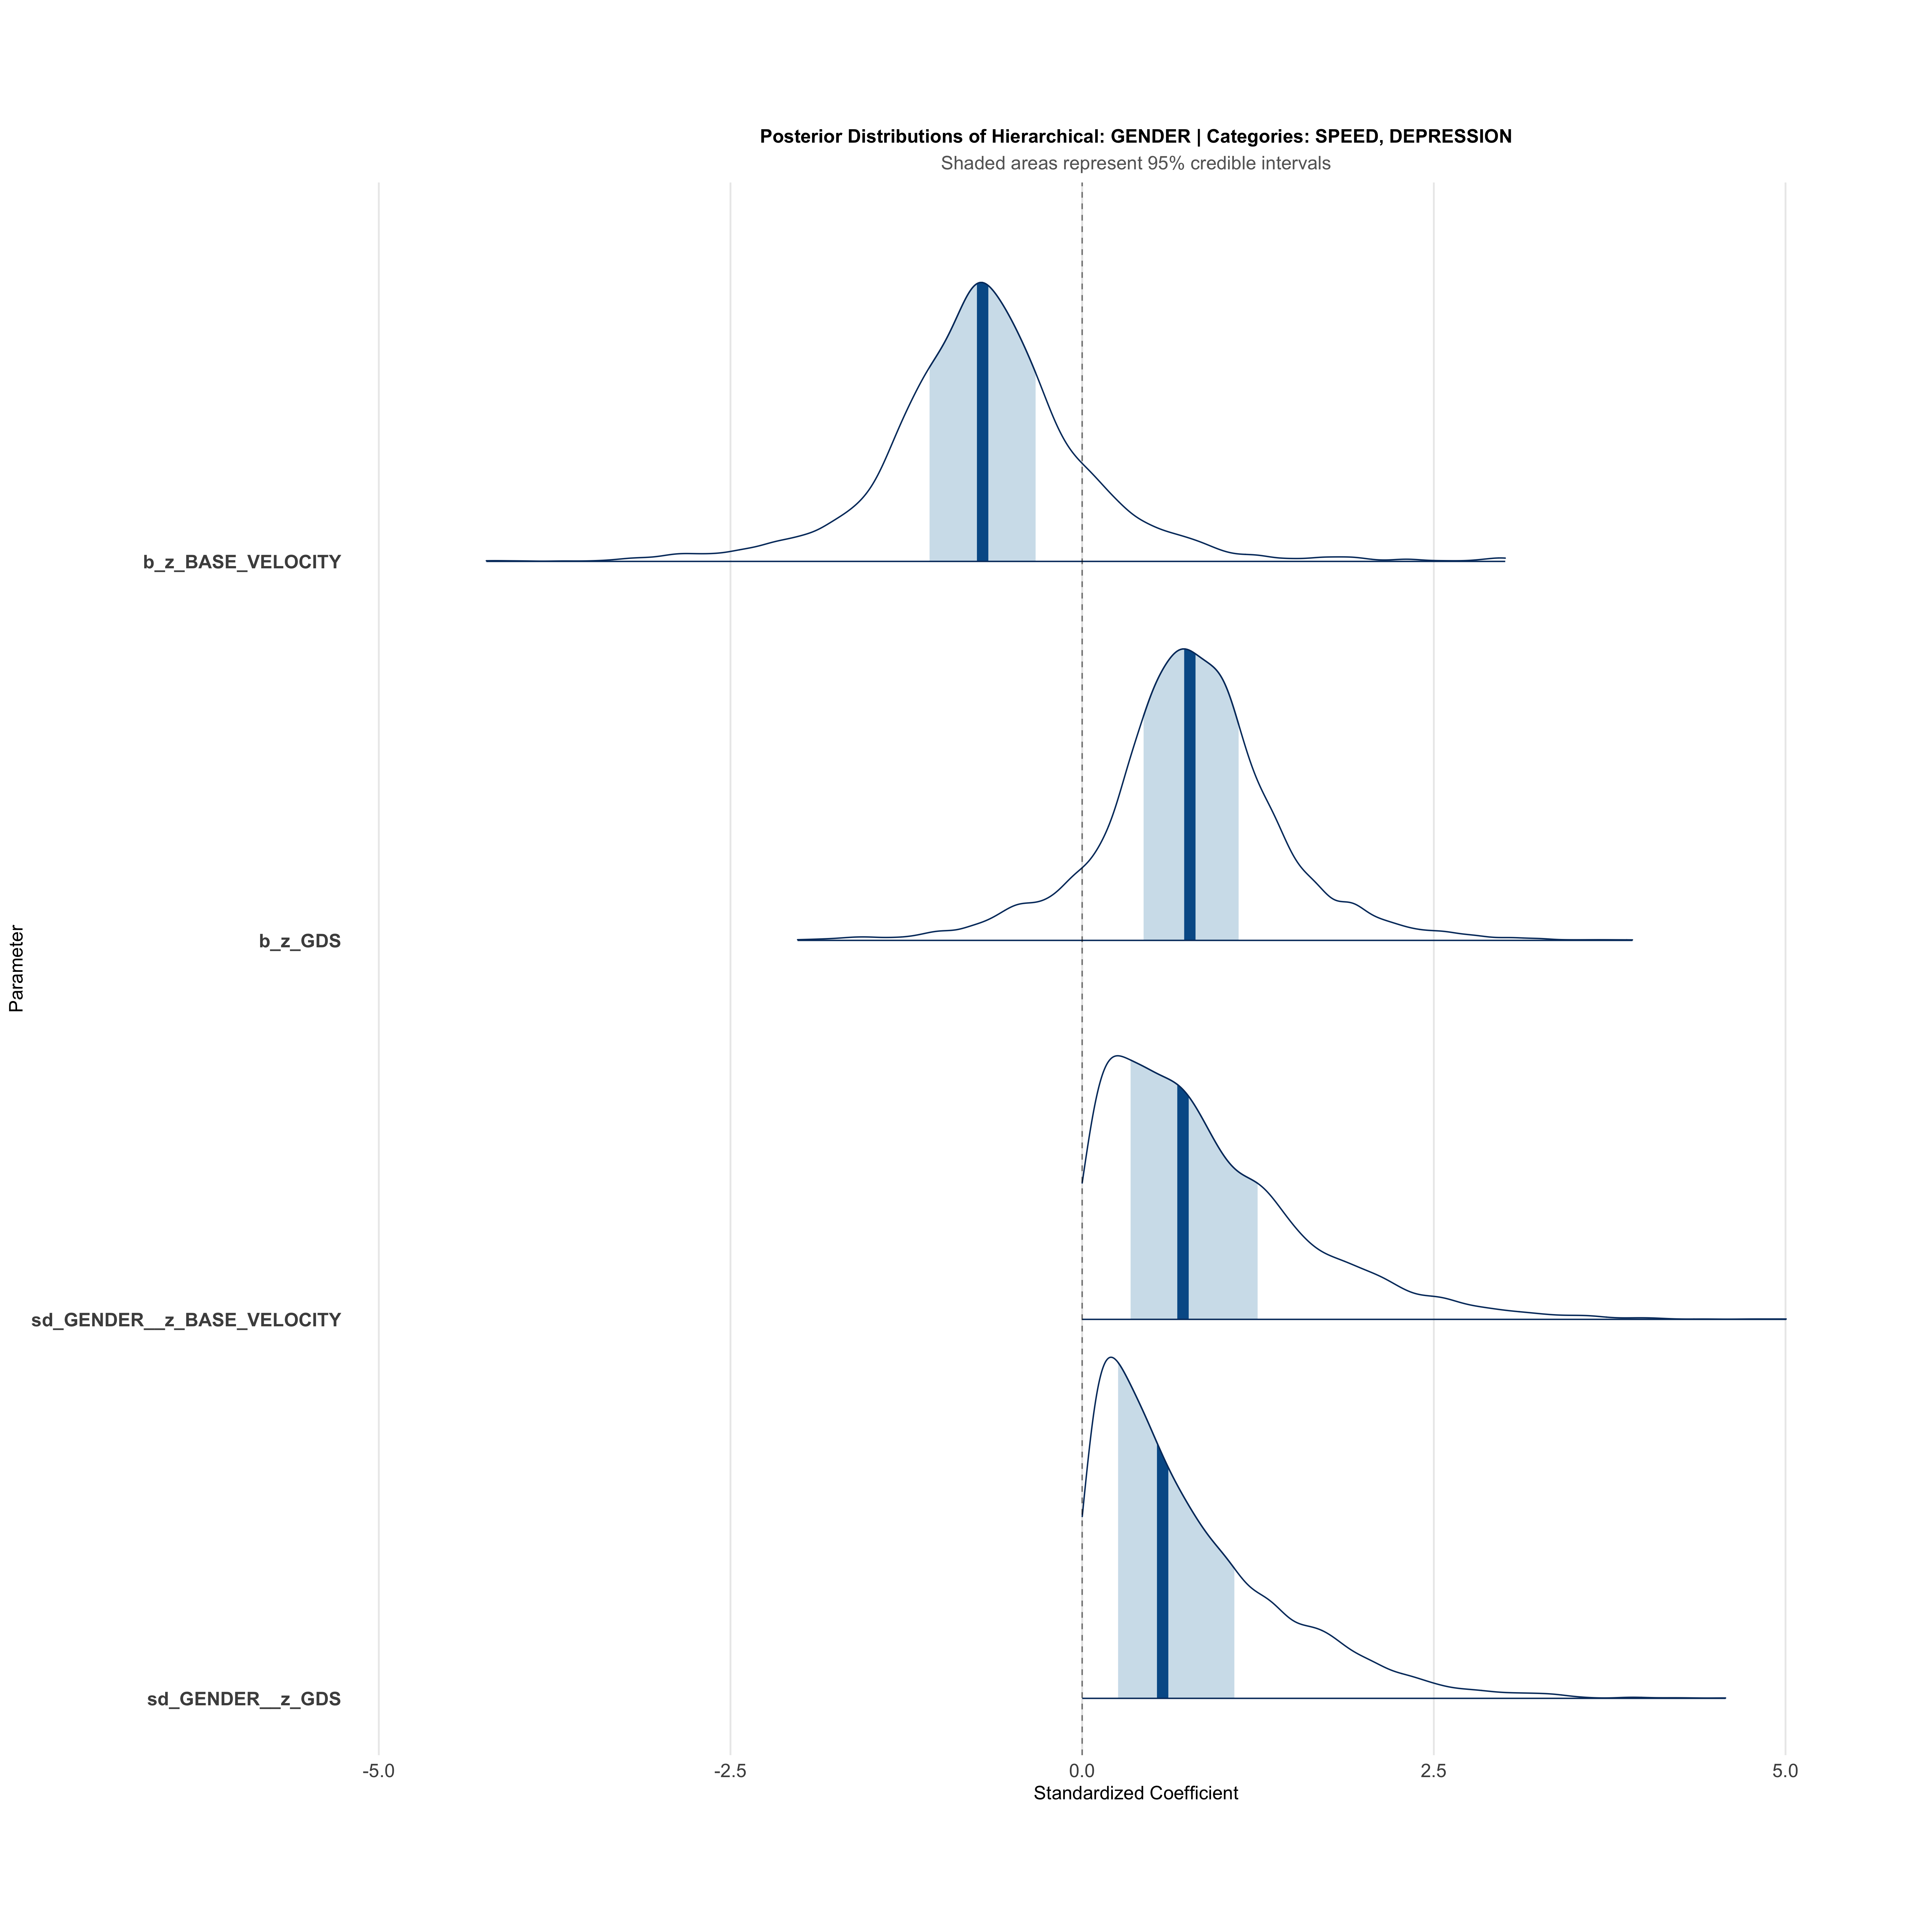 Posterior Distributions of Hierarchical: GENDER | Categories: SPEED, DEPRESSION
Shaded areas represent 95% credible intervals
Parameter
b_z_BASE_VELOCITY
b_z_GDS
sd_GENDER__z_BASE_VELOCITY
sd_GENDER__z_GDS
-5.0 -2.5 0.0 2.5 5.0
Standardized Coefficient